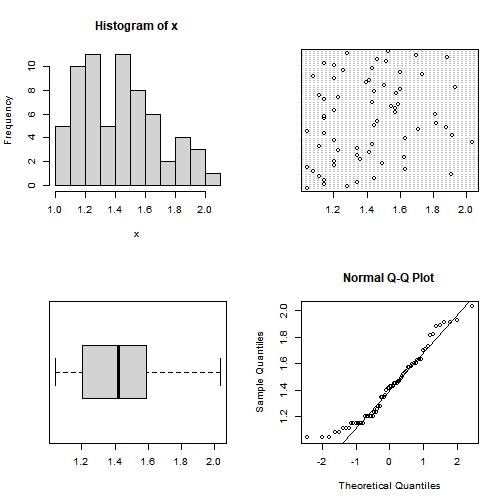 Histogram of x
Frequency
0 2 4 6 8 10
1.0 1.2 1.4 1.6 1.8 2.0
x
1.2 1.4 1.6 1.8 2.0
1.2 1.4 1.6 1.8 2.0
Normal Q-Q Plot
Sample Quantiles
1.2 1.4 1.6 1.8 2.0
-2 -1 0 1 2
Theoretical Quantiles